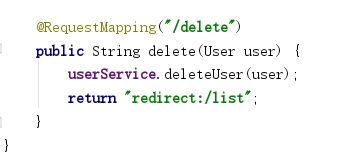 @RequestMapping("/delete")
public String delete(User user) {
userService.deleteUser(user);
return "redirect:/list";
}
}